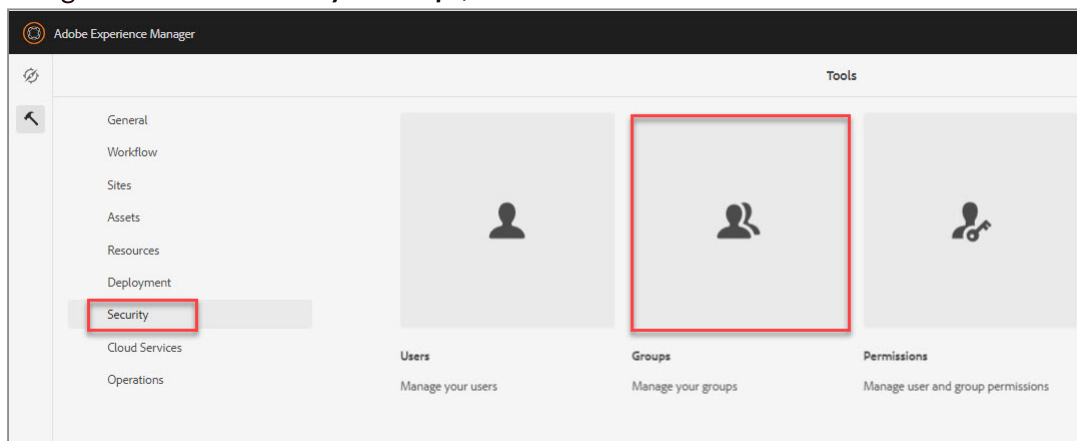 Adobe Experience Manager
Tools
General
Workflow
Sites
Assets
Resources
Deployment
Security
Cloud Services
Operations
Users
Manage your users
Groups
Manage your groups
Permissions
Manage user and group permissions